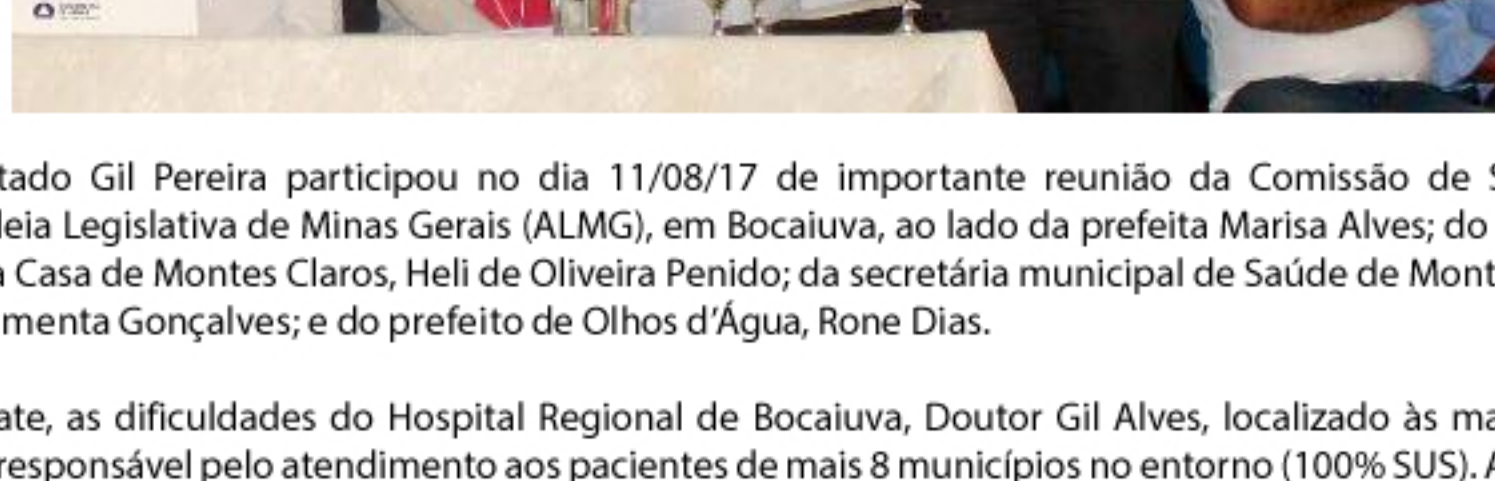 tado Gil Pereira participou no dia 11/08/17 de importante reunião da Comissão de S
leia Legislativa de Minas Gerais (ALMG), em Bocaiuva, ao lado da prefeita Marisa Alves; do
a Casa de Montes Claros, Heli de Oliveira Penido; da secretária municipal de Saúde de Mont
menta Gonçalves; e do prefeito de Olhos d'Água, Rone Dias.
ate, as dificuldades do Hospital Regional de Bocaiuva, Doutor Gil Alves, localizado às ma
responsável pelo atendimento aos pacientes de mais 8 municípios no entorno (100% SUS). A